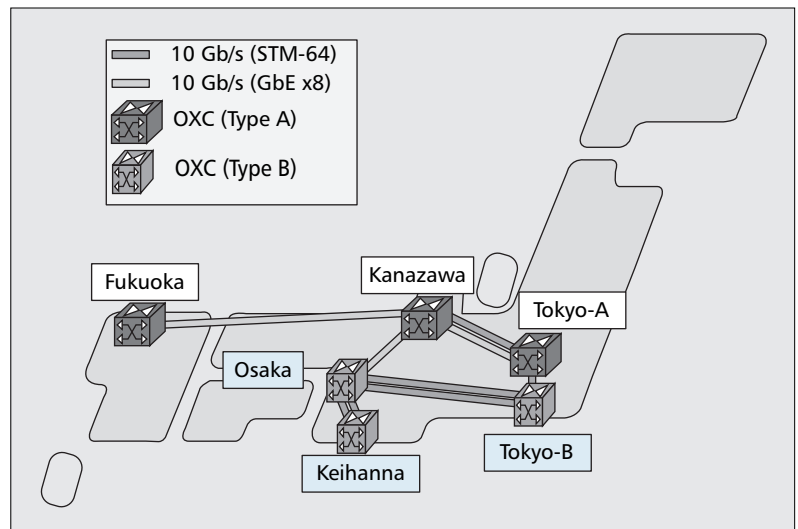 10 Gb/s (STM-64)
10 Gb/s (GbE x8)
OXC (Type A)
OXC (Type B)
Kanazawa
Fukuoka
Tokyo-A
Osaka
Tokyo-B
Keihanna